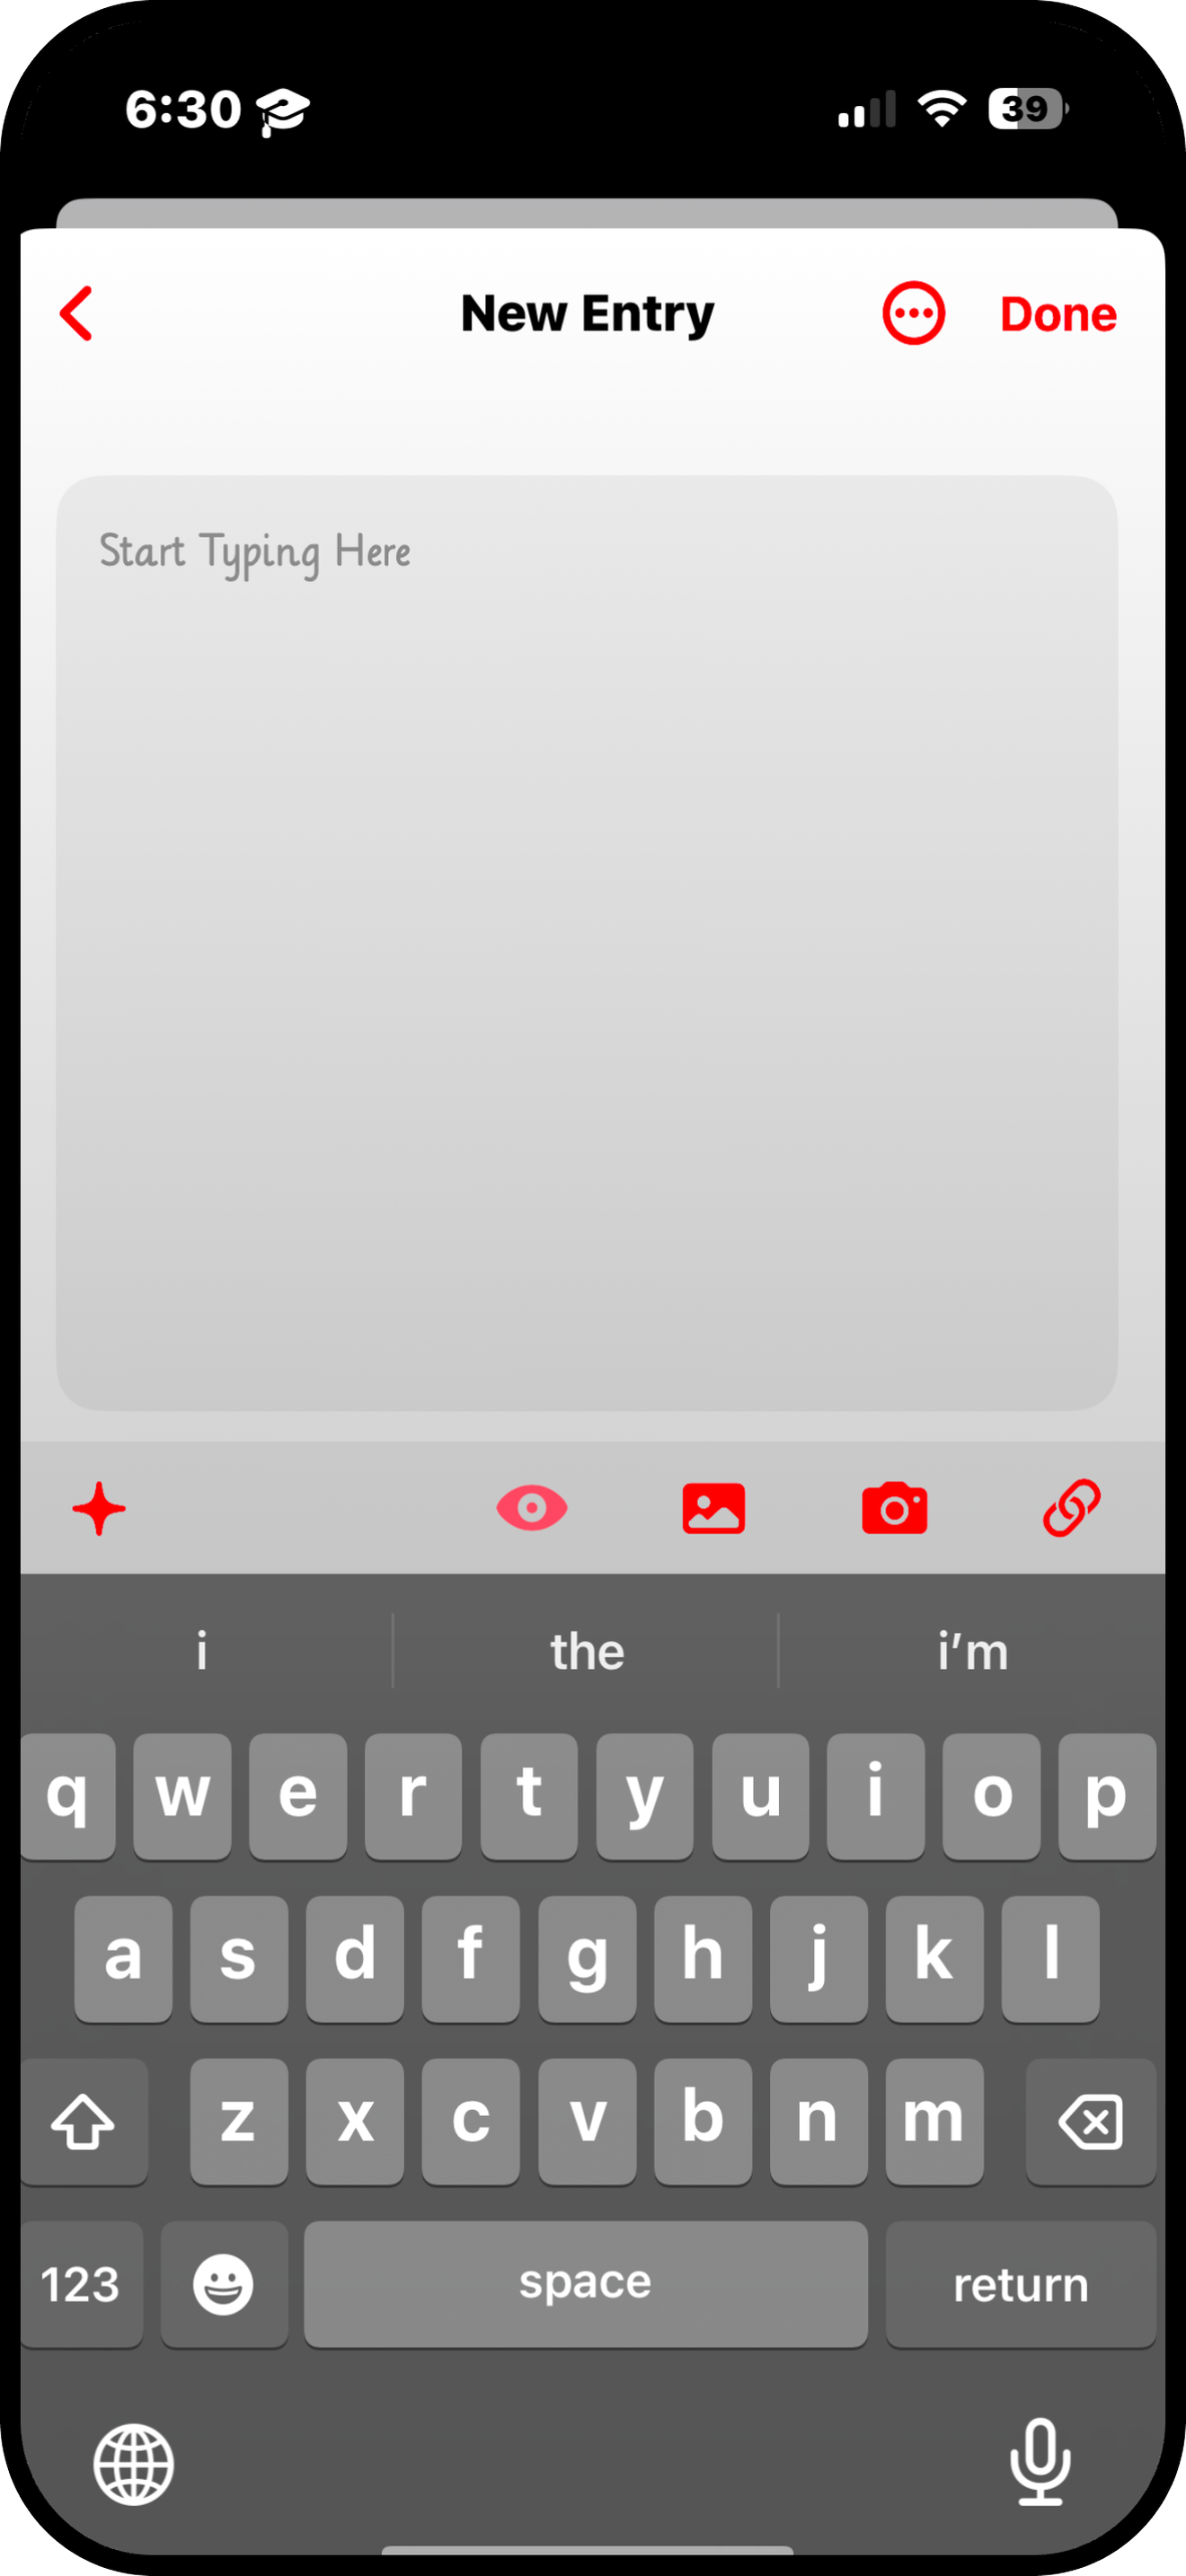 6:30 39
New Entry Done
Start Typing Here
i the i'm
q w e r t y u i o p
a s d f g h j k l
z x c v b n m
123 space return